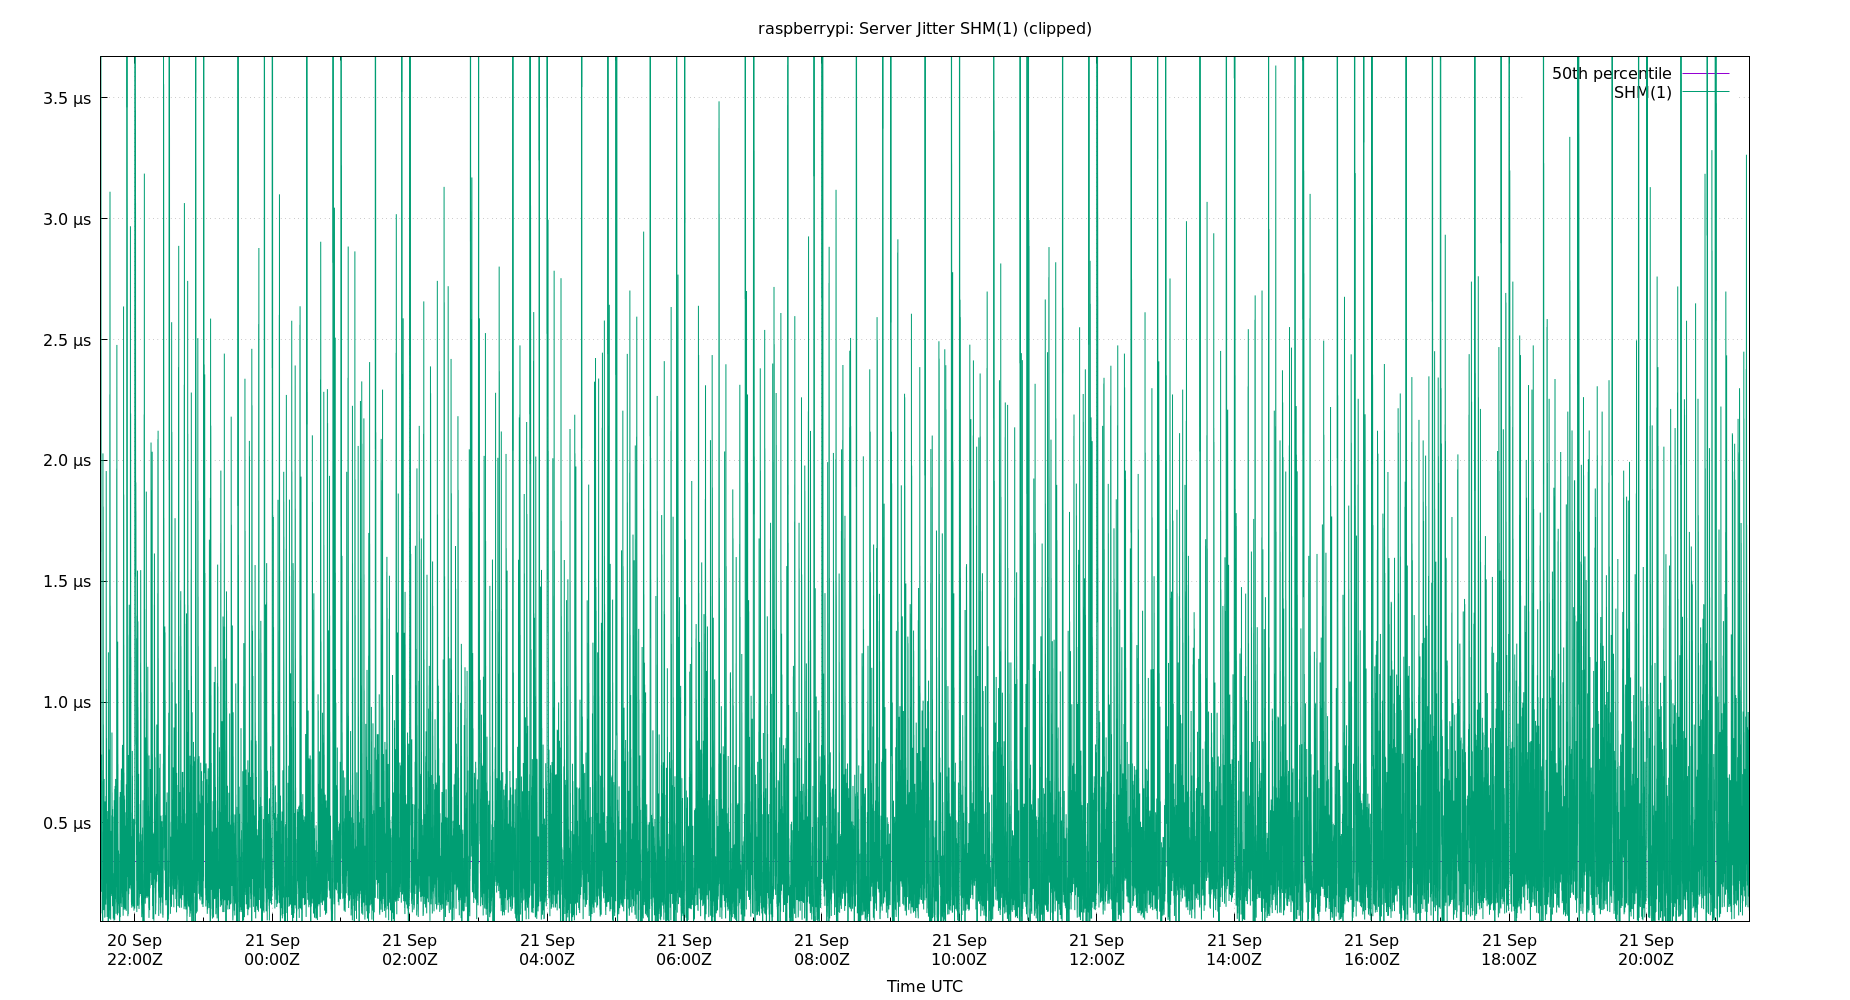 raspberrypi: Server Jitter SHM(1) (clipped)
50th percentile
SHM(1)
3.5 μs
3.0 μs
2.5 μs
2.0 μs
1.5 μs
1.0 μs
0.5 μs
20 Sep 21 Sep 21 Sep 21 Sep 21 Sep 21 Sep 21 Sep 21 Sep 21 Sep 21 Sep 21 Sep 21 Sep
22:00Z 00:00Z 02:00Z 04:00Z 06:00Z 08:00Z 10:00Z 12:00Z 14:00Z 16:00Z 18:00Z 20:00Z
Time UTC